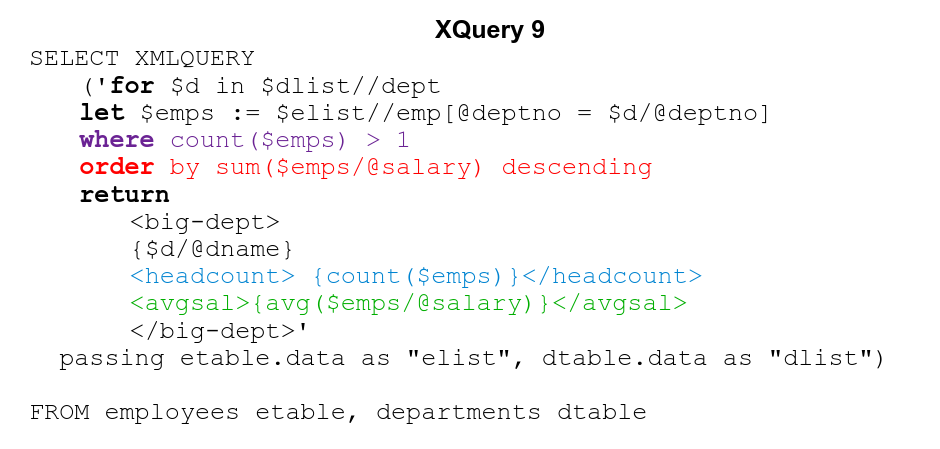 XQuery 9
SELECT XMLQUERY
('for $d in $dlist//dept
let $emps := $elist//emp[@deptno = $d/@deptno]
where count($emps) > 1
order by sum($emps/@salary) descending
return
<big-dept>
{$d/@dname}
<headcount> {count($emps)}</headcount>
<avgsal>{avg($emps/@salary)}</avgsal>
</big-dept>'
passing etable.data as "elist", dtable.data as "dlist")
FROM employees etable, departments dtable